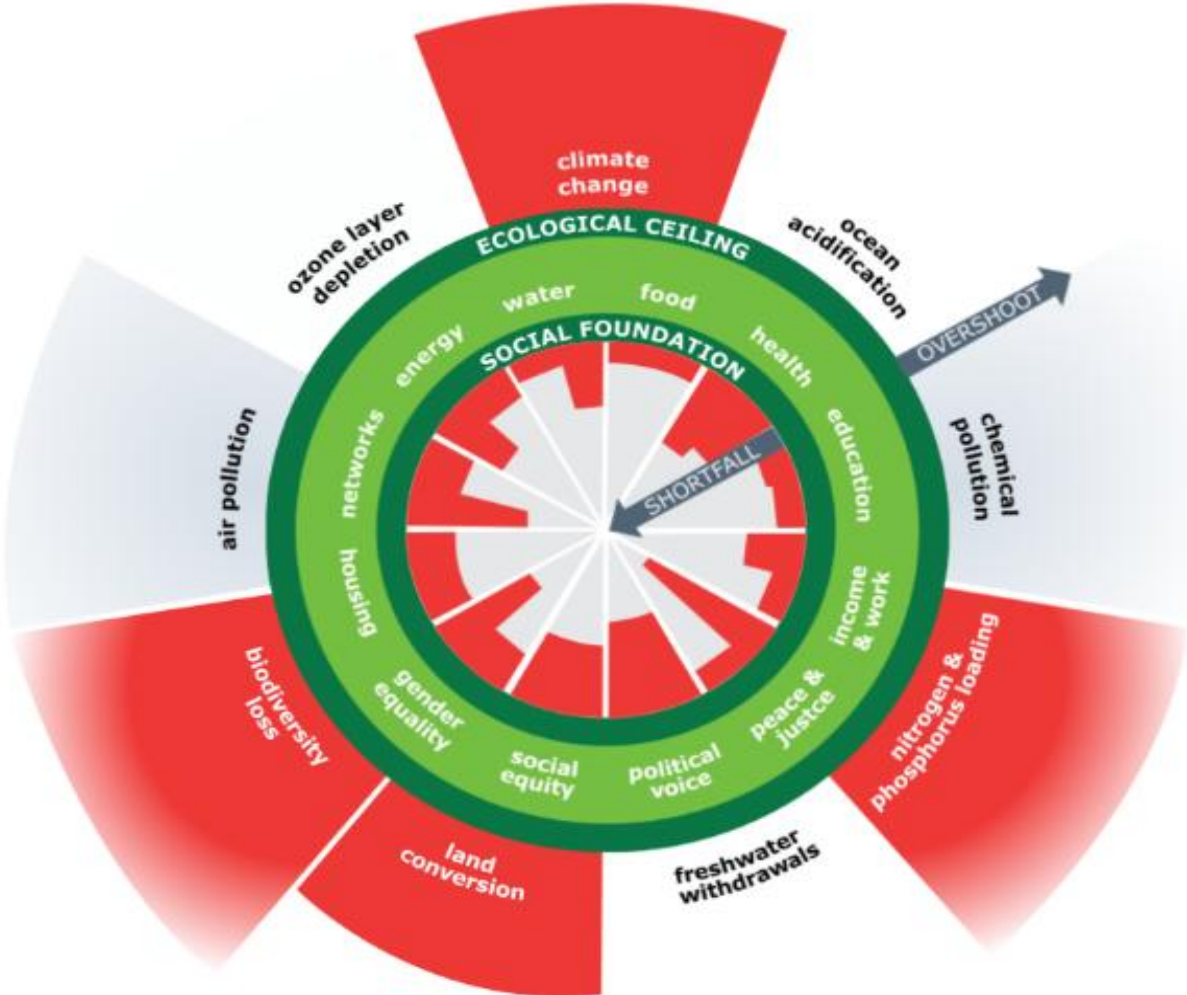 climate
change
ozone layer
depletion
ocean
acidification
ECOLOGICAL CEILING
OVERSHOOT
water
food
energy
health
SOCIAL FOUNDATION
air pollution
networks
SHORTFALL
education
chemical
pollution
housing
income
& work
biodiversity
loss
gender
equality
social
equity
political
voice
peace &
justce
nitrogen &
phosphorus loading
land
conversion
freshwater
withdrawals